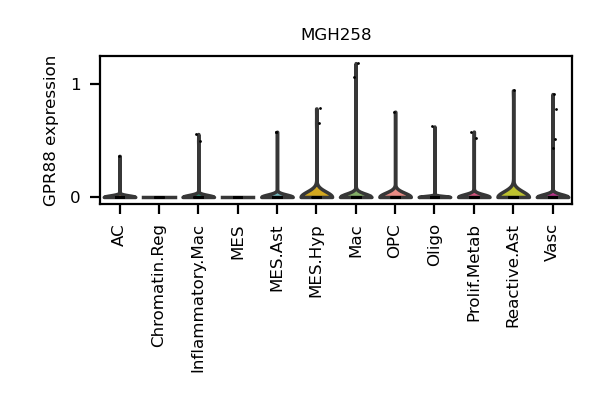 MGH258
GPR88 expression
1
0
AC
Chromatin.Reg
Inflammatory.Mac
MES
MES.Ast
MES.Hyp
Mac
OPC
Oligo
Prolif.Metab
Reactive.Ast
Vasc